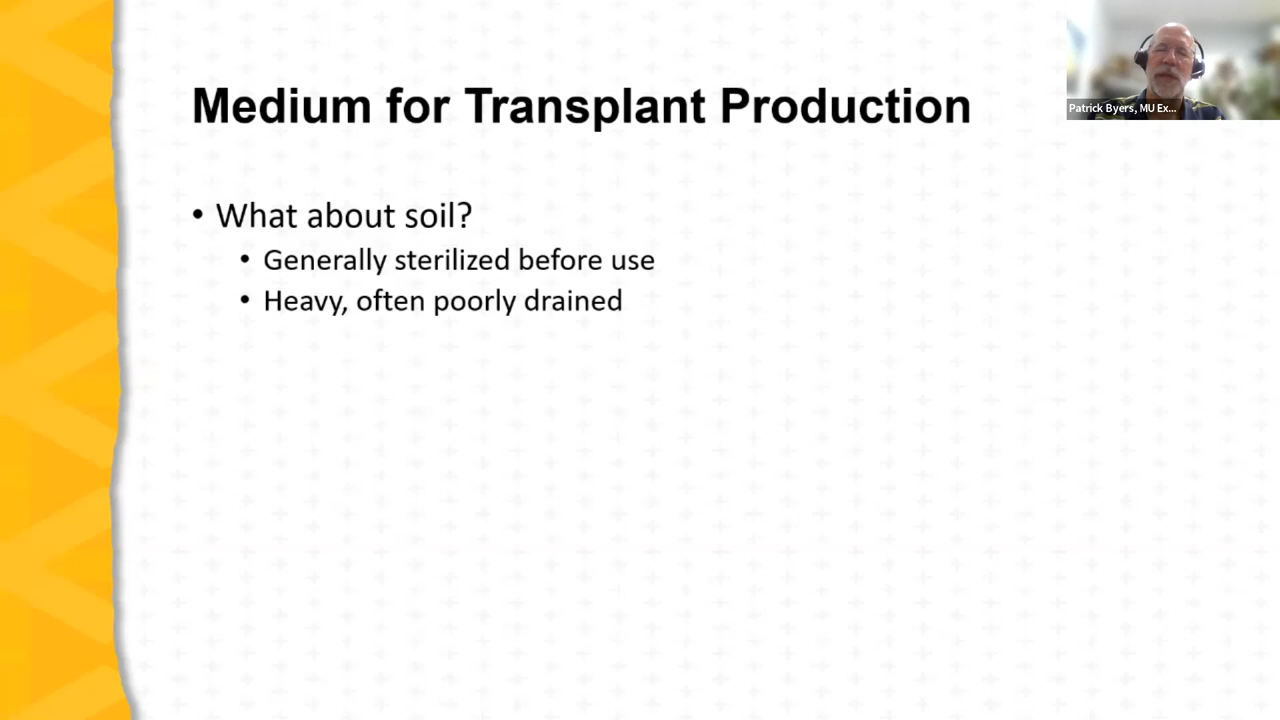 Medium for Transplant Production
Patrick Byers, MU Ex...
• What about soil?
• Generally sterilized before use
• Heavy, often poorly drained